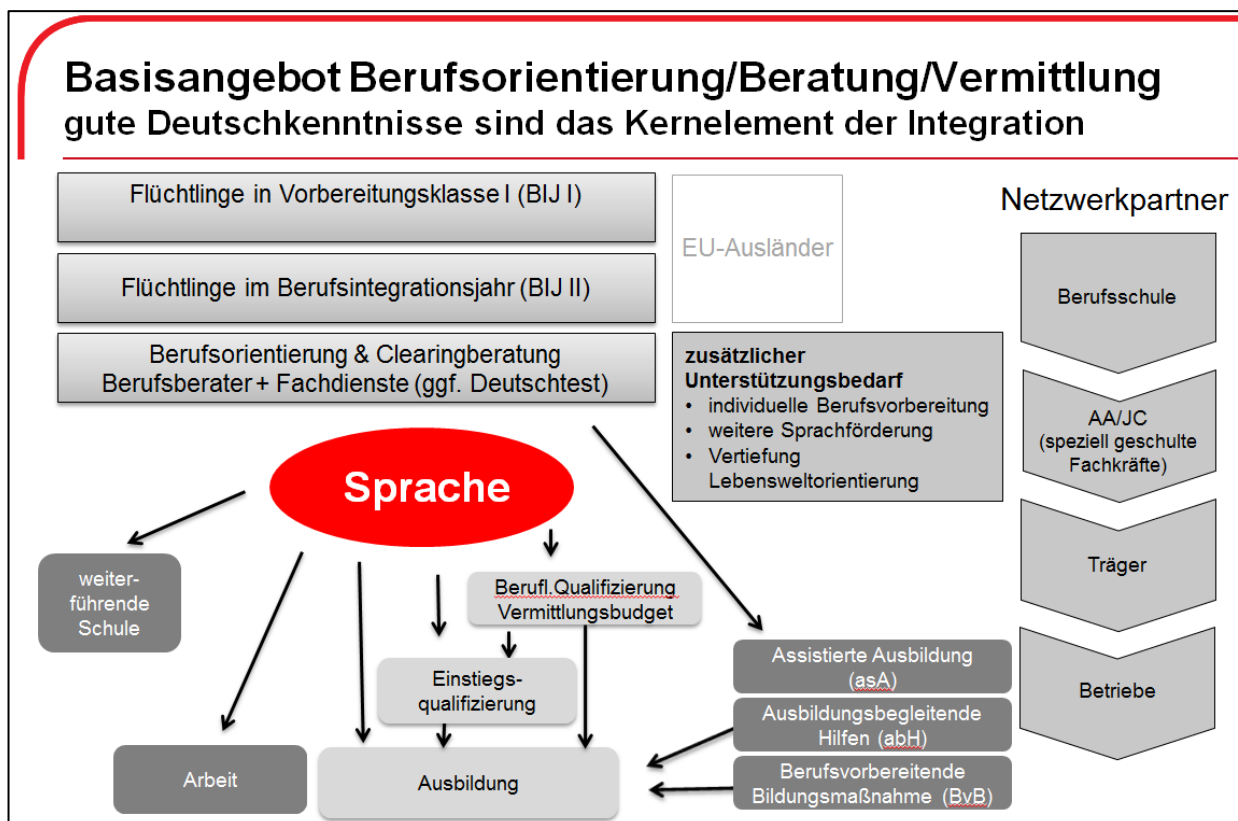 Basisangebot Berufsorientierung/Beratung/Vermittlung
gute Deutschkenntnisse sind das Kernelement der Integration
Flüchtlinge in Vorbereitungsklasse I (BIJ I)
Flüchtlinge im Berufsintegrationsjahr (BIJ II)
Berufsorientierung & Clearingberatung
Berufsberater + Fachdienste (ggf. Deutschtest)
EU-Ausländer
zusätzlicher
Unterstützungsbedarf
• individuelle Berufsvorbereitung
• weitere Sprachförderung
• Vertiefung
Lebensweltorientierung
Netzwerkpartner
Berufsschule
AA/JC
(speziell geschulte
Fachkräfte)
Träger
Betriebe
Sprache
weiter-
führende
Schule
Berufl.Qualifizierung
Vermittlungsbudget
Einstiegs-
qualifizierung
Arbeit
Ausbildung
Assistierte Ausbildung
(asA)
Ausbildungsbegleitende
Hilfen (abH)
Berufsvorbereitende
Bildungsmaßnahme (BvB)